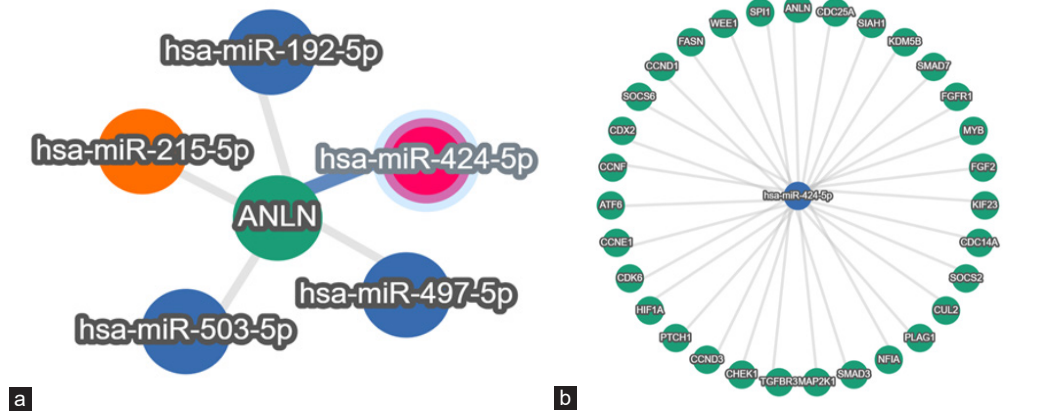 hsa-miR-192-5p
hsa-miR-215-5p
hsa-miR-424-5p
ANLN
hsa-miR-497-5p
hsa-miR-503-5p
a
ANLN
CDC25A
SIAH1
KDM5B
SMAD7
FGFR1
MYB
FGF2
KIF23
CDC14A
SOCS2
CUL2
PLAG1
NFIA
SMAD3
MAP2K1
TGFBR3
CHEK1
CCND3
PTCH1
HIF1A
CDK6
CCNE1
ATF6
CCNF
CDX2
SOCS6
CCND1
FASN
WEE1
SPI1
hsa-miR-424-5p
b